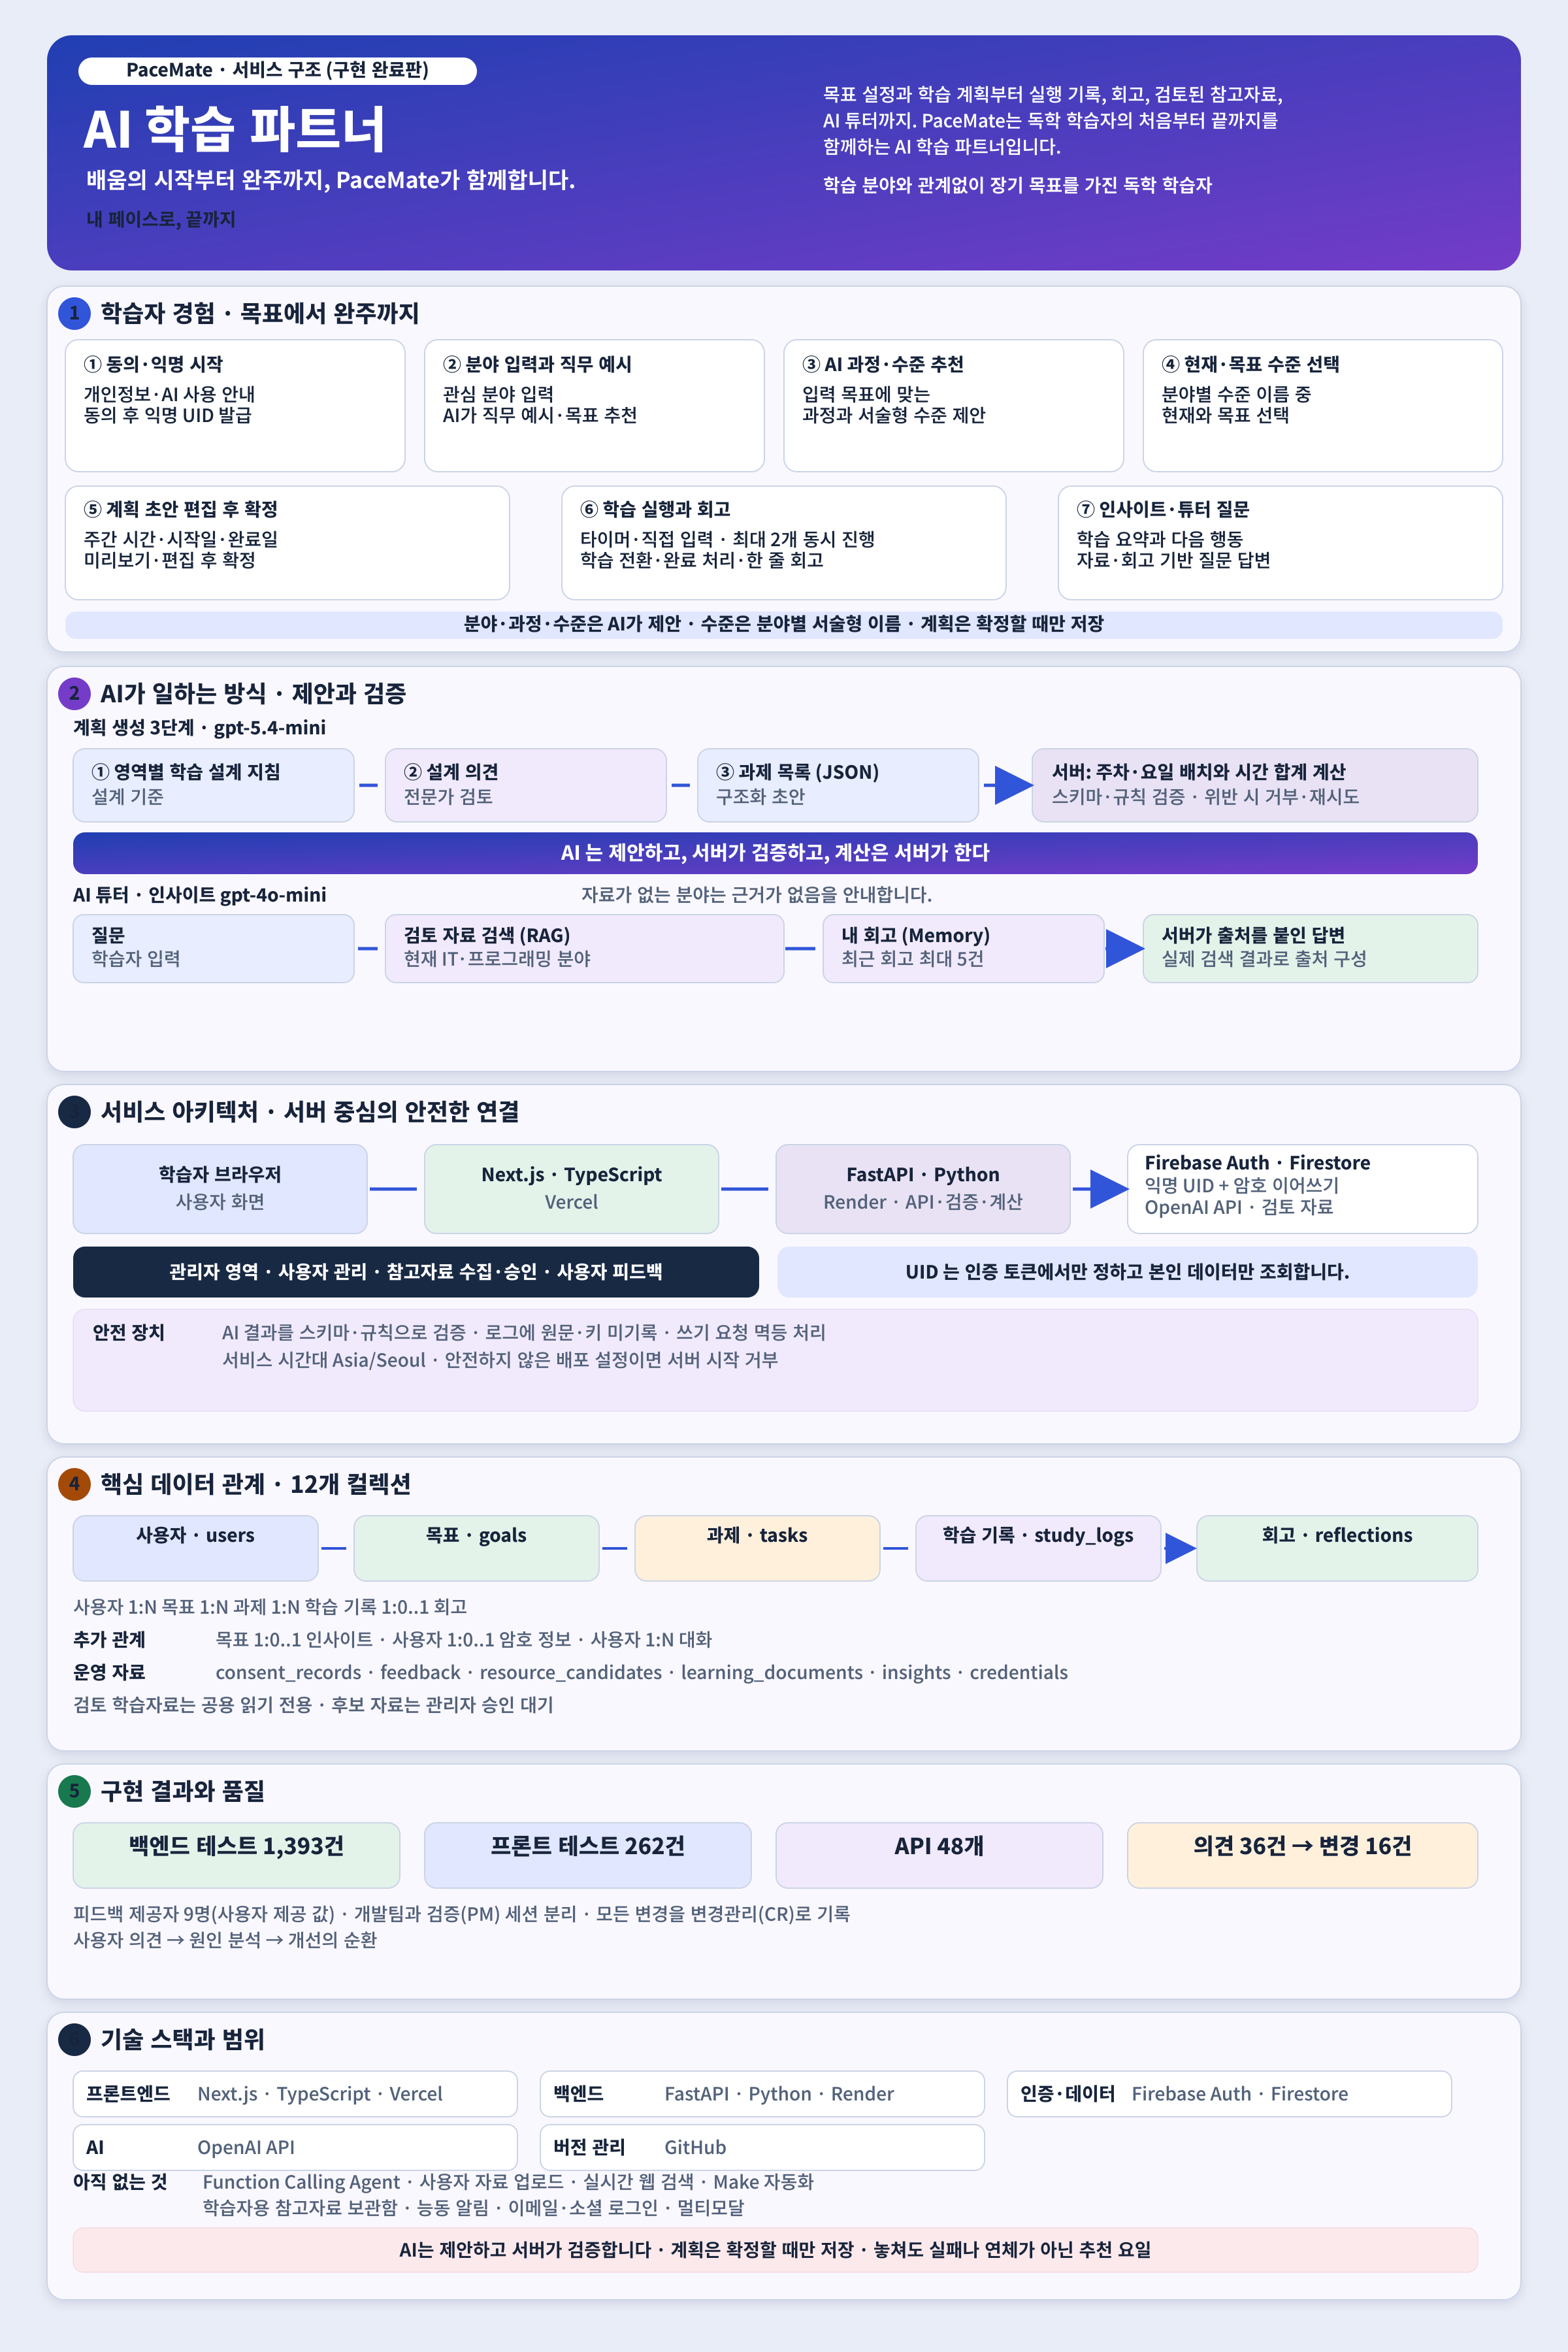 PaceMate · 서비스 구조 (구현 완료판)
AI 학습 파트너
배움의 시작부터 완주까지, PaceMate가 함께합니다.
내 페이스로, 끝까지
목표 설정과 학습 계획부터 실행 기록, 회고, 검토된 참고자료,
AI 튜터까지. PaceMate는 독학 학습자의 처음부터 끝까지를
함께하는 AI 학습 파트너입니다.
학습 분야와 관계없이 장기 목표를 가진 독학 학습자
1 학습자 경험 · 목표에서 완주까지
① 동의·익명 시작
개인정보·AI 사용 안내
동의 후 익명 UID 발급
② 분야 입력과 직무 예시
관심 분야 입력
AI가 직무 예시·목표 추천
③ AI 과정·수준 추천
입력 목표에 맞는
과정과 서술형 수준 제안
④ 현재·목표 수준 선택
분야별 수준 이름 중
현재와 목표 선택
⑤ 계획 초안 편집 후 확정
주간 시간·시작일·완료일
미리보기·편집 후 확정
⑥ 학습 실행과 회고
타이머·직접 입력 · 최대 2개 동시 진행
학습 전환·완료 처리·한 줄 회고
⑦ 인사이트·튜터 질문
학습 요약과 다음 행동
자료·회고 기반 질문 답변
분야·과정·수준은 AI가 제안 · 수준은 분야별 서술형 이름 · 계획은 확정할 때만 저장
2 AI가 일하는 방식 · 제안과 검증
계획 생성 3단계 · gpt-5.4-mini
① 영역별 학습 설계 지침
설계 기준
② 설계 의견
전문가 검토
③ 과제 목록 (JSON)
구조화 초안
서버: 주차·요일 배치와 시간 합계 계산
스키마·규칙 검증 · 위반 시 거부·재시도
AI 는 제안하고, 서버가 검증하고, 계산은 서버가 한다
AI 튜터 · 인사이트 gpt-4o-mini
자료가 없는 분야는 근거가 없음을 안내합니다.
질문
학습자 입력
검토 자료 검색 (RAG)
현재 IT·프로그래밍 분야
내 회고 (Memory)
최근 회고 최대 5건
서버가 출처를 붙인 답변
실제 검색 결과로 출처 구성
서비스 아키텍처 · 서버 중심의 안전한 연결
학습자 브라우저
사용자 화면
Next.js · TypeScript
Vercel
FastAPI · Python
Render · API·검증·계산
Firebase Auth · Firestore
익명 UID + 암호 이어쓰기
OpenAI API · 검토 자료
관리자 영역 · 사용자 관리 · 참고자료 수집·승인 · 사용자 피드백
UID 는 인증 토큰에서만 정하고 본인 데이터만 조회합니다.
안전 장치 AI 결과를 스키마·규칙으로 검증 · 로그에 원문·키 미기록 · 쓰기 요청 멱등 처리
서비스 시간대 Asia/Seoul · 안전하지 않은 배포 설정이면 서버 시작 거부
4 핵심 데이터 관계 · 12개 컬렉션
사용자 · users
목표 · goals
과제 · tasks
학습 기록 · study_logs
회고 · reflections
사용자 1:N 목표 1:N 과제 1:N 학습 기록 1:0..1 회고
추가 관계 목표 1:0..1 인사이트 · 사용자 1:0..1 암호 정보 · 사용자 1:N 대화
운영 자료 consent_records · feedback · resource_candidates · learning_documents · insights · credentials
검토 학습자료는 공용 읽기 전용 · 후보 자료는 관리자 승인 대기
5 구현 결과와 품질
백엔드 테스트 1,393건
프론트 테스트 262건
API 48개
의견 36건 → 변경 16건
피드백 제공자 9명(사용자 제공 값) · 개발팀과 검증(PM) 세션 분리 · 모든 변경을 변경관리(CR)로 기록
사용자 의견 → 원인 분석 → 개선의 순환
기술 스택과 범위
프론트엔드 Next.js · TypeScript · Vercel
백엔드 FastAPI · Python · Render
인증·데이터 Firebase Auth · Firestore
AI OpenAI API
버전 관리 GitHub
아직 없는 것 Function Calling Agent · 사용자 자료 업로드 · 실시간 웹 검색 · Make 자동화
학습자용 참고자료 보관함 · 능동 알림 · 이메일·소셜 로그인 · 멀티모달
AI는 제안하고 서버가 검증합니다 · 계획은 확정할 때만 저장 · 놓쳐도 실패나 연체가 아닌 추천 요일